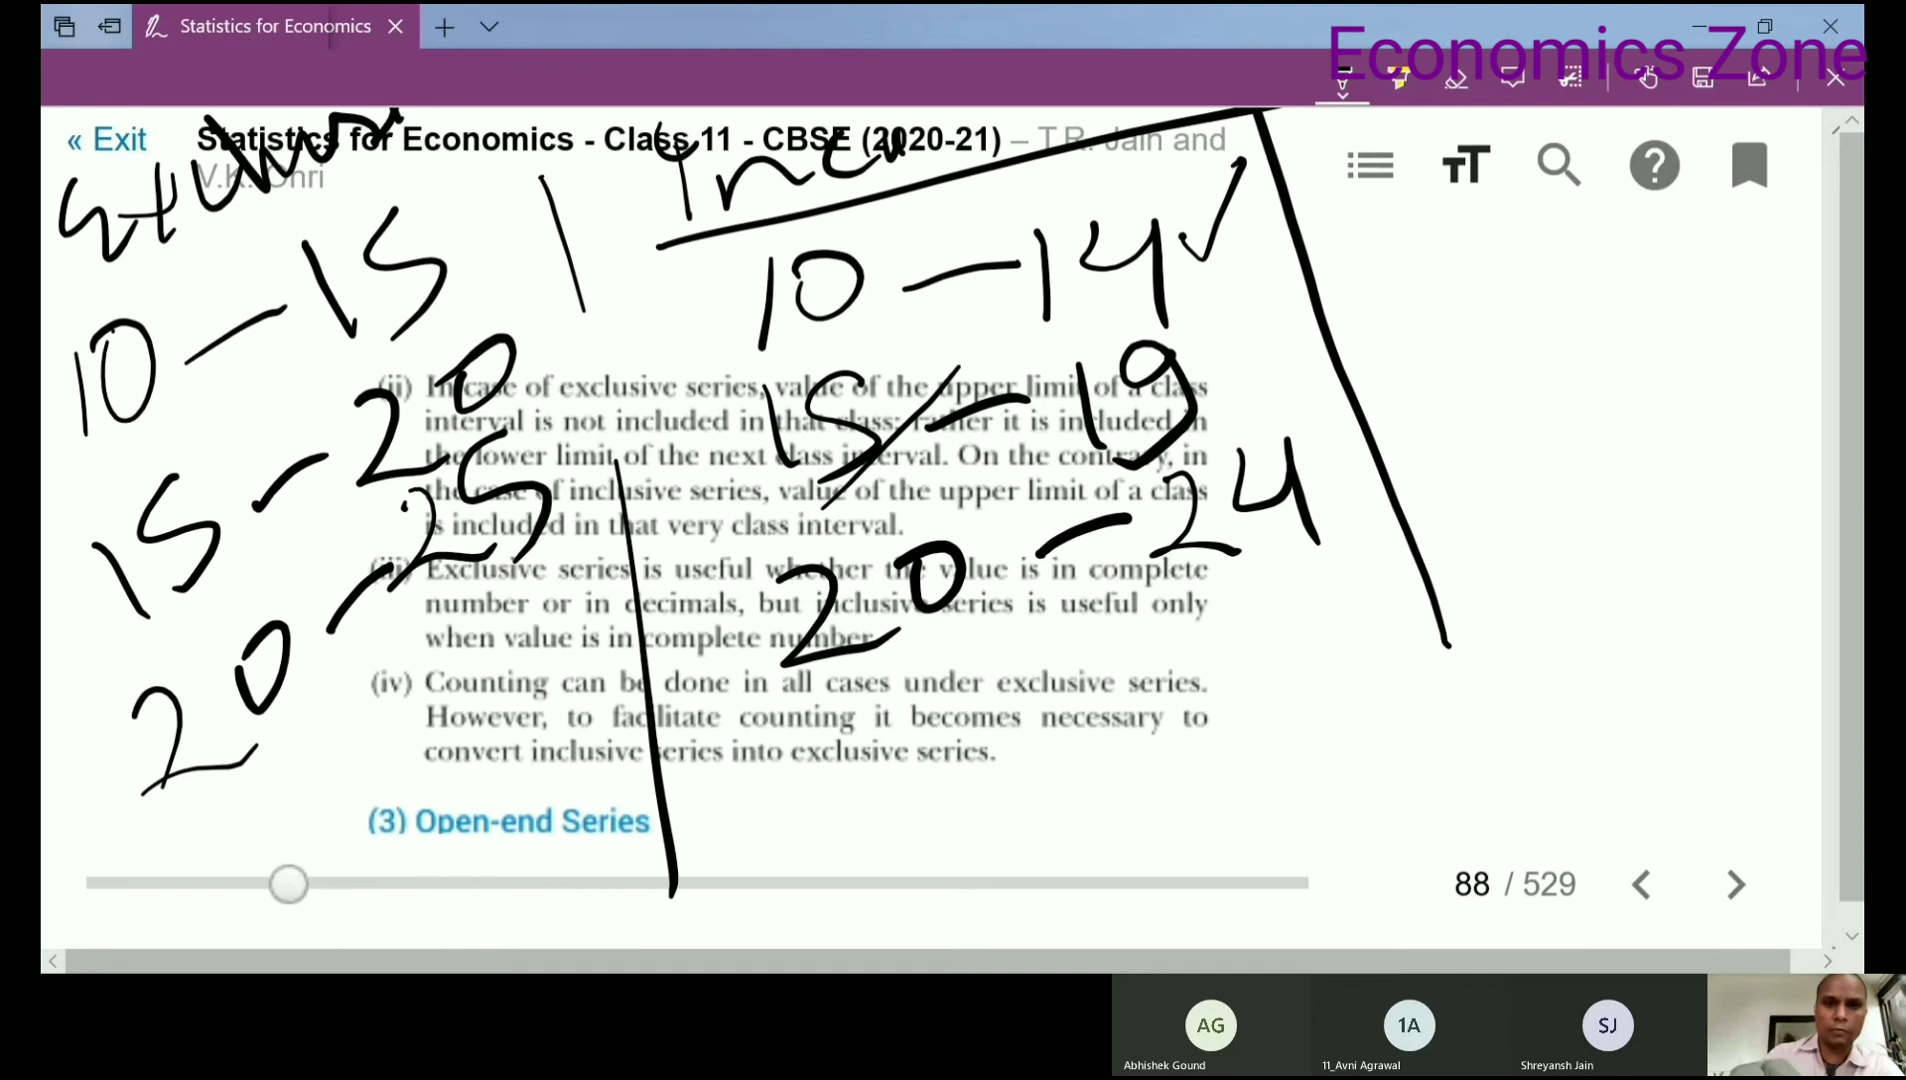 Statistics for Economics
Economics Zone
« Exit
Statistics for Economics - Class 11 - CBSE (2020-21) – T.R. Jain and
V.K. Ohri
10 – 15
15 – 20
20 – 25
10 – 14 ✓
15 – 19
20 – 24
(ii) In case of exclusive series, value of the upper limit of a class
interval is not included in that class; rather it is included in
the lower limit of the next class interval. On the contrary, in
the case of inclusive series, value of the upper limit of a class
is included in that very class interval.
(iii) Exclusive series is useful whether the value is in complete
number or in decimals, but inclusive series is useful only
when value is in complete number.
(iv) Counting can be done in all cases under exclusive series.
However, to facilitate counting it becomes necessary to
convert inclusive series into exclusive series.
(3) Open-end Series
88 / 529
AG
Abhishek Gound
1A
11_Avni Agrawal
SJ
Shreyansh Jain